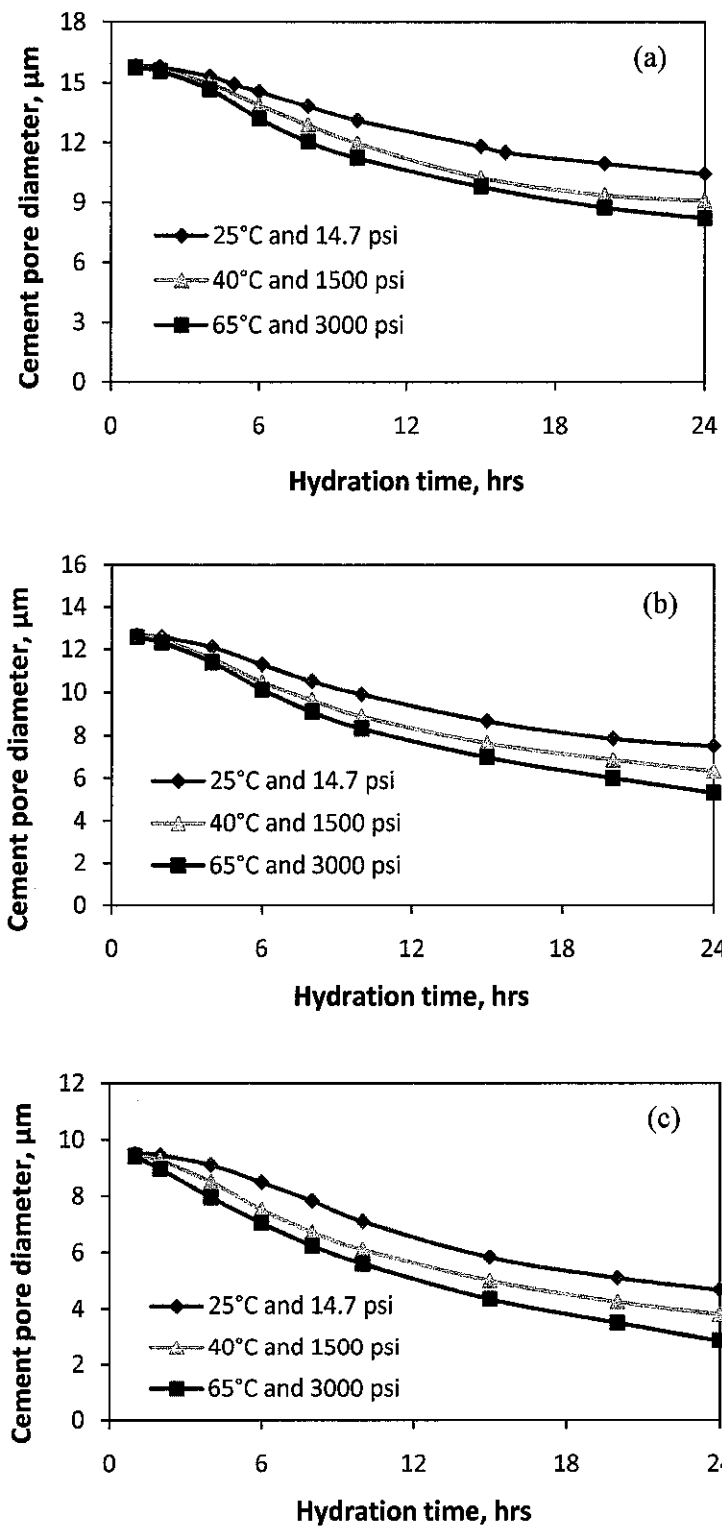 (a)
Cement pore diameter, µm
18
15
12
9
6
3
0
25°C and 14.7 psi
40°C and 1500 psi
65°C and 3000 psi
0 6 12 18 24
Hydration time, hrs
(b)
Cement pore diameter, µm
16
14
12
10
8
6
4
2
0
25°C and 14.7 psi
40°C and 1500 psi
65°C and 3000 psi
0 6 12 18 24
Hydration time, hrs
(c)
Cement pore diameter, µm
12
10
8
6
4
2
0
25°C and 14.7 psi
40°C and 1500 psi
65°C and 3000 psi
0 6 12 18 24
Hydration time, hrs